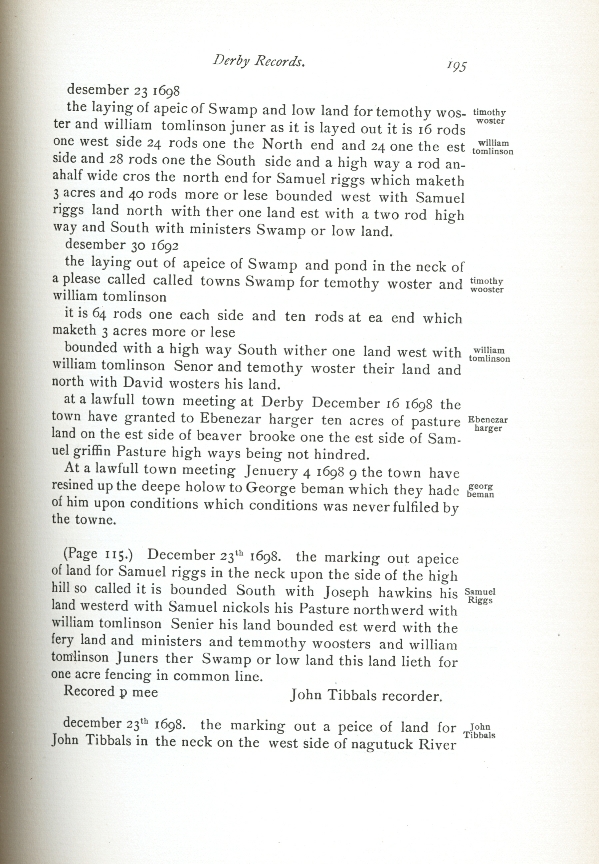 Derby Records. 195
desember 23 1698
the laying of apeic of Swamp and low land for temothy wos- timothy woster
ter and william tomlinson juner as it is layed out it is 16 rods
one west side 24 rods one the North end and 24 one the est william tomlinson
side and 28 rods one the South side and a high way a rod an-
ahalf wide cros the north end for Samuel riggs which maketh
3 acres and 40 rods more or lese bounded west with Samuel
riggs land north with ther one land est with a two rod high
way and South with ministers Swamp or low land.
desember 30 1692
the laying out of apeice of Swamp and pond in the neck of
a please called called towns Swamp for temothy woster and timothy wooster
william tomlinson
it is 64 rods one each side and ten rods at ea end which
maketh 3 acres more or lese
bounded with a high way South wither one land west with william tomlinson
william tomlinson Senor and temothy woster their land and
north with David wosters his land.
at a lawfull town meeting at Derby December 16 1698 the
town have granted to Ebenezar harger ten acres of pasture Ebenezar harger
land on the est side of beaver brooke one the est side of Sam-
uel griffin Pasture high ways being not hindred.
At a lawfull town meeting Jenuery 4 1698 9 the town have
resined up the deepe holow to George beman which they hade georg beman
of him upon conditions which conditions was never fulfiled by
the towne.
(Page 115.) December 23th 1698. the marking out apeice
of land for Samuel riggs in the neck upon the side of the high
hill so called it is bounded South with Joseph hawkins his Samuel Riggs
land westerd with Samuel nickols his Pasture northwerd with
william tomlinson Senier his land bounded est werd with the
fery land and ministers and temmothy woosters and william
tomlinson Juners ther Swamp or low land this land lieth for
one acre fencing in common line.
Recored p mee John Tibbals recorder.
december 23th 1698. the marking out a peice of land for John Tibbals
John Tibbals in the neck on the west side of nagutuck River